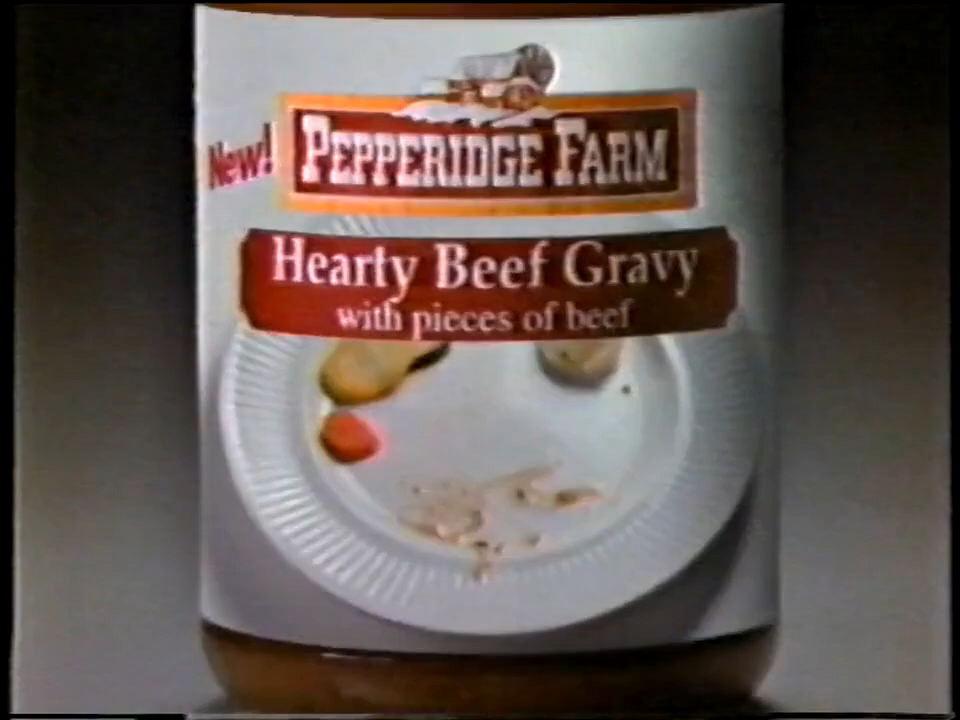 New!
PEPPERIDGE FARM
Hearty Beef Gravy
with pieces of beef